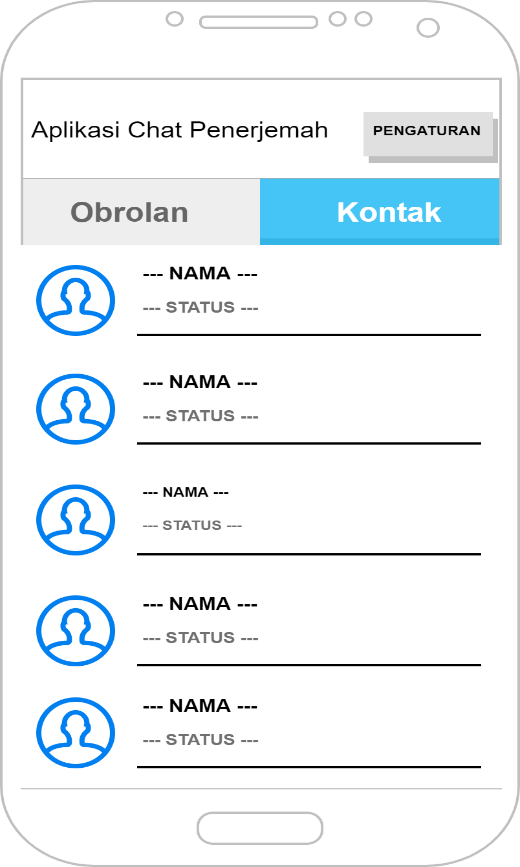 Aplikasi Chat Penerjemah
PENGATURAN
Obrolan
Kontak
--- NAMA ---
--- STATUS ---
--- NAMA ---
--- STATUS ---
--- NAMA ---
--- STATUS ---
--- NAMA ---
--- STATUS ---
--- NAMA ---
--- STATUS ---